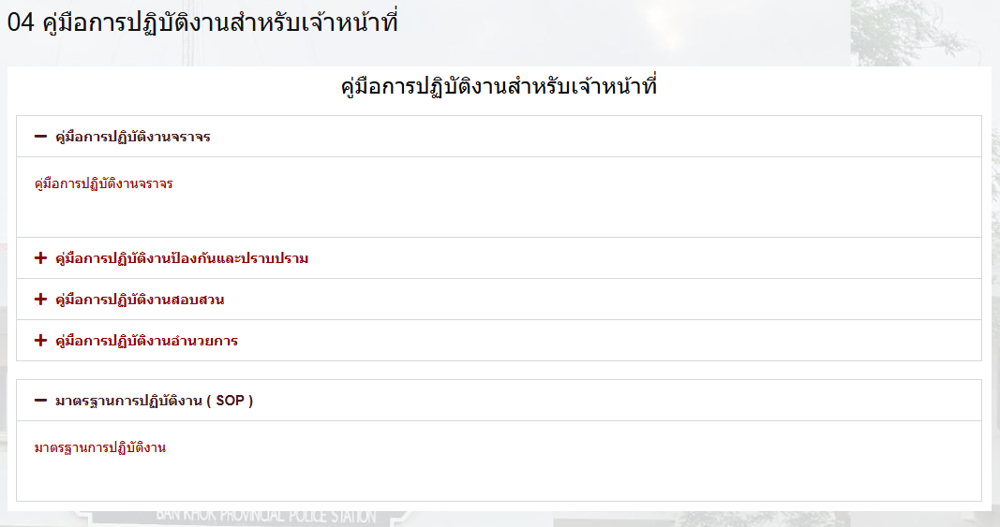 04 คู่มือการปฏิบัติงานสำหรับเจ้าหน้าที่
คู่มือการปฏิบัติงานสำหรับเจ้าหน้าที่
คู่มือการปฏิบัติงานจราจร
คู่มือการปฏิบัติงานจราจร
คู่มือการปฏิบัติงานป้องกันและปราบปราม
คู่มือการปฏิบัติงานสอบสวน
คู่มือการปฏิบัติงานอำนวยการ
มาตรฐานการปฏิบัติงาน ( SOP )
มาตรฐานการปฏิบัติงาน
BAN KHOK PROVINCIAL POLICE STATION